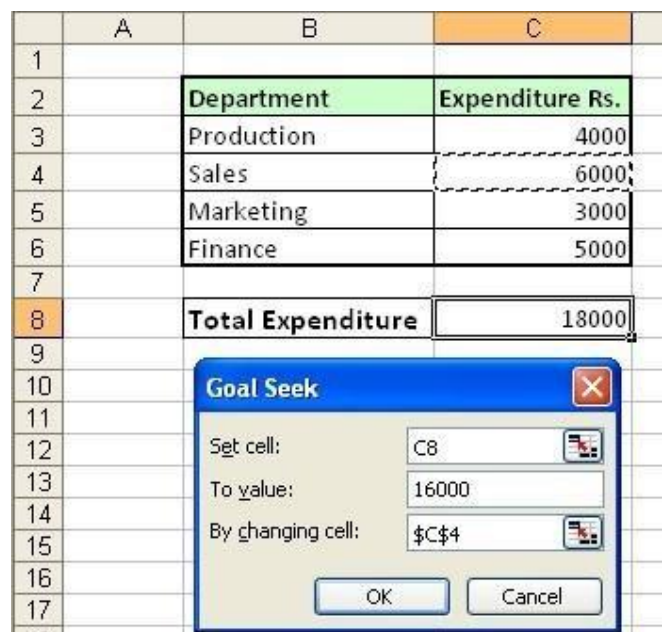 A B C
1
2 Department Expenditure Rs.
3 Production 4000
4 Sales 6000
5 Marketing 3000
6 Finance 5000
7
8 Total Expenditure 18000
9
10 Goal Seek
11
12 Set cell: C8
13 To value: 16000
14
15 By changing cell: $C$4
16
17 OK Cancel